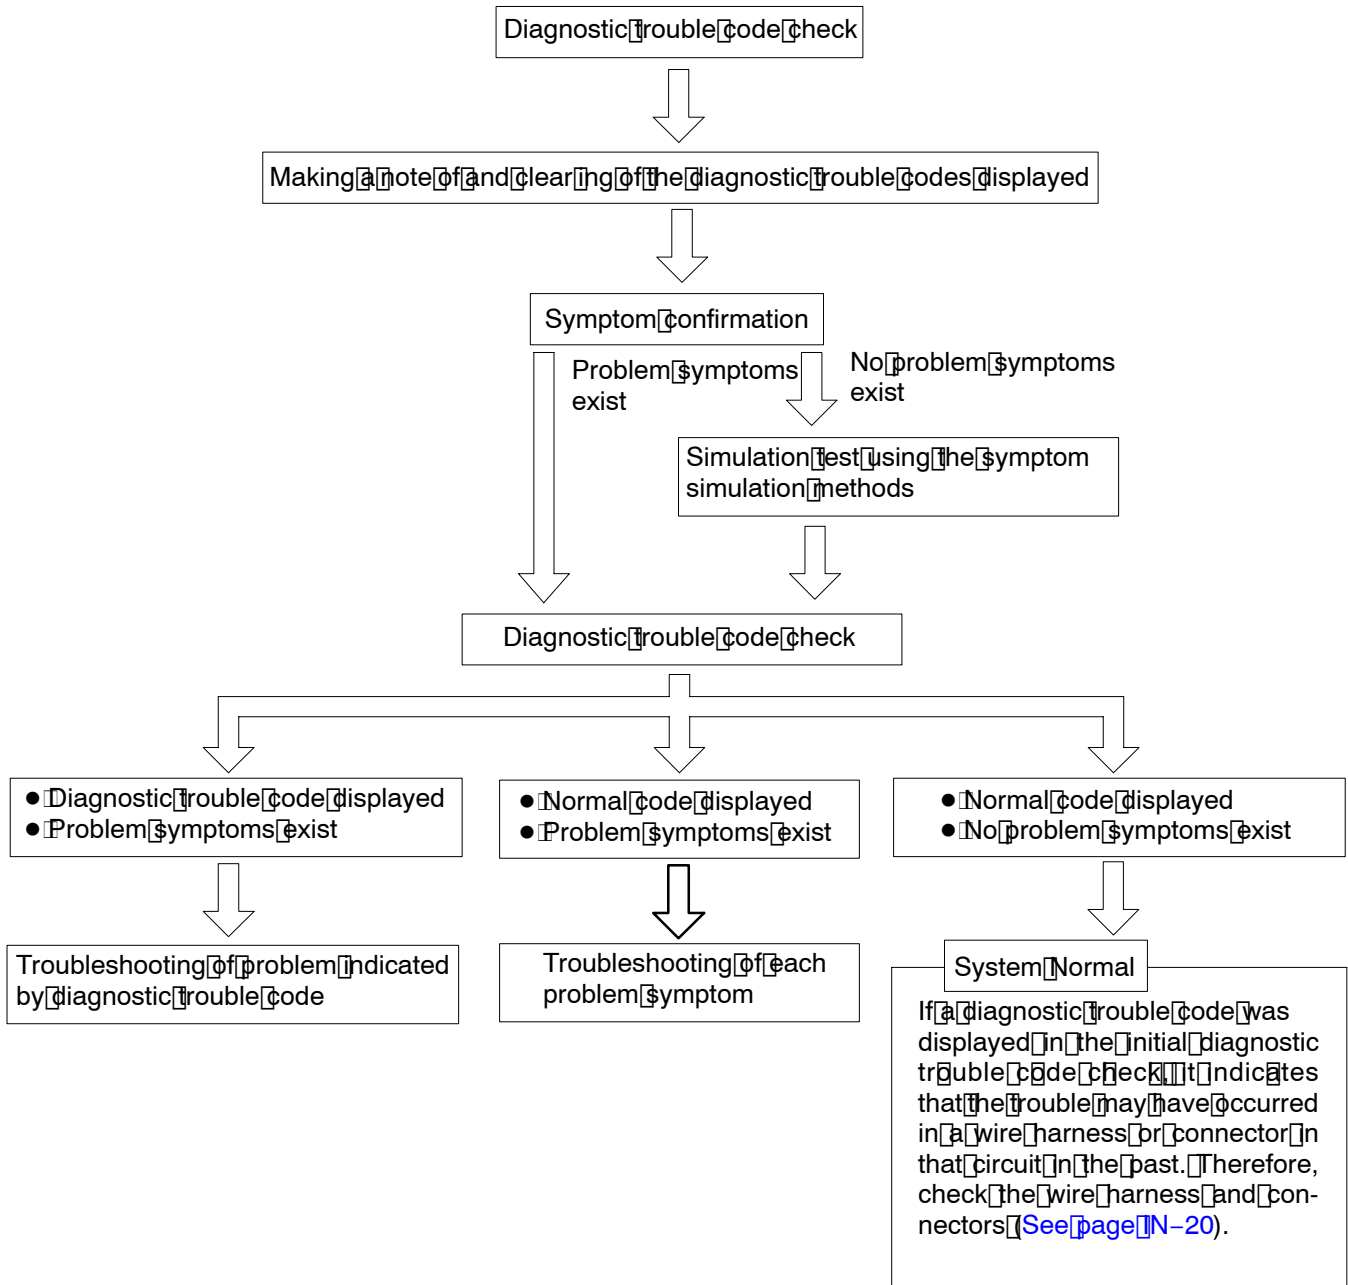 Diagnostic trouble code check
Making a note of and clearing of the diagnostic trouble codes displayed
Symptom confirmation
Problem symptoms
exist
No problem symptoms
exist
Simulation test using the symptom
simulation methods
Diagnostic trouble code check
● Diagnostic trouble code displayed
● Problem symptoms exist
● Normal code displayed
● Problem symptoms exist
● Normal code displayed
● No problem symptoms exist
Troubleshooting of problem indicated
by diagnostic trouble code
Troubleshooting of each
problem symptom
System Normal
If a diagnostic trouble code was
displayed in the initial diagnostic
trouble code check, it indicates
that the trouble may have occurred
in a wire harness or connector in
that circuit in the past. Therefore,
check the wire harness and con-
nectors (See page IN−20).